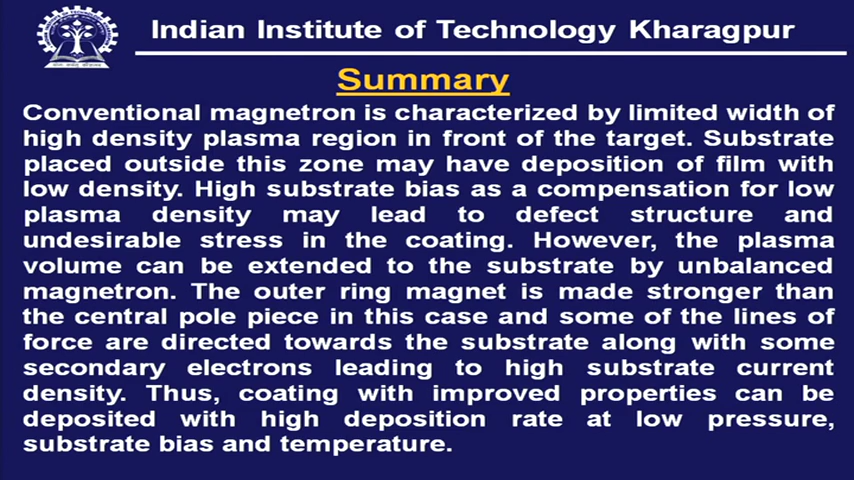 Indian Institute of Technology Kharagpur
Summary
Conventional magnetron is characterized by limited width of
high density plasma region in front of the target. Substrate
placed outside this zone may have deposition of film with
low density. High substrate bias as a compensation for low
plasma density may lead to defect structure and
undesirable stress in the coating. However, the plasma
volume can be extended to the substrate by unbalanced
magnetron. The outer ring magnet is made stronger than
the central pole piece in this case and some of the lines of
force are directed towards the substrate along with some
secondary electrons leading to high substrate current
density. Thus, coating with improved properties can be
deposited with high deposition rate at low pressure,
substrate bias and temperature.